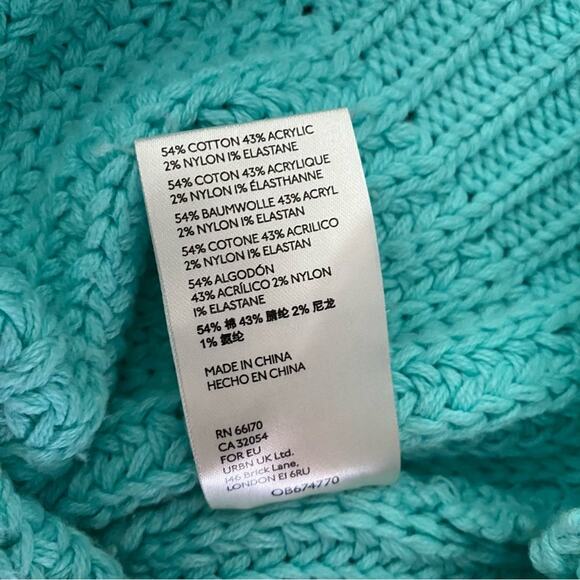 54% COTTON 43% ACRYLIC
2% NYLON 1% ELASTANE
54% COTON 43% ACRYLIQUE
2% NYLON 1% ÉLASTHANNE
54% BAUMWOLLE 43% ACRYL
2% NYLON 1% ELASTAN
54% COTONE 43% ACRILICO
2% NYLON 1% ELASTAN
54% ALGODÓN
43% ACRÍLICO 2% NYLON
1% ELASTANE
54% 棉 43% 腈纶 2% 尼龙
1% 氨纶
MADE IN CHINA
HECHO EN CHINA
RN 66170
CA 32054
FOR EU
URBN UK Ltd.
146 Brick Lane,
LONDON E1 6RU
OB674770